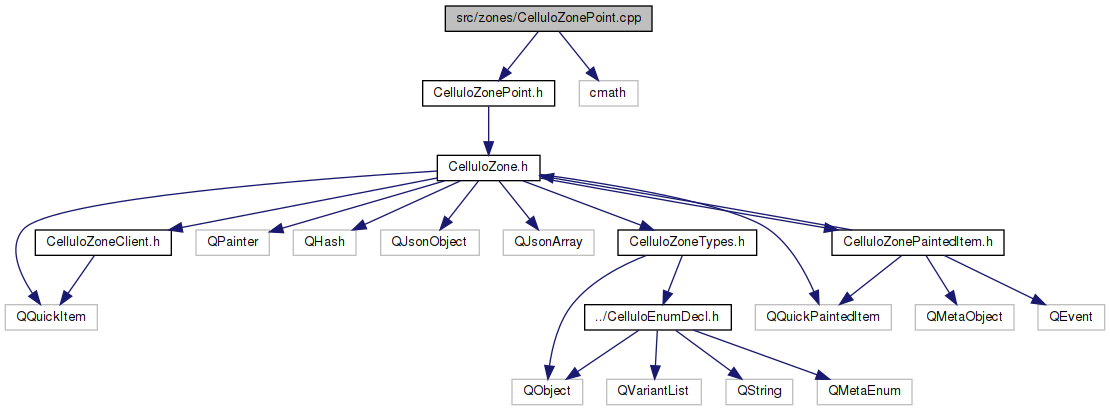 src/zones/CelluloZonePoint.cpp
CelluloZonePoint.h
cmath
CelluloZone.h
CelluloZoneClient.h
QPainter
QHash
QJsonObject
QJsonArray
CelluloZoneTypes.h
CelluloZonePaintedItem.h
QQuickItem
../CelluloEnumDecl.h
QQuickPaintedItem
QMetaObject
QEvent
QObject
QVariantList
QString
QMetaEnum